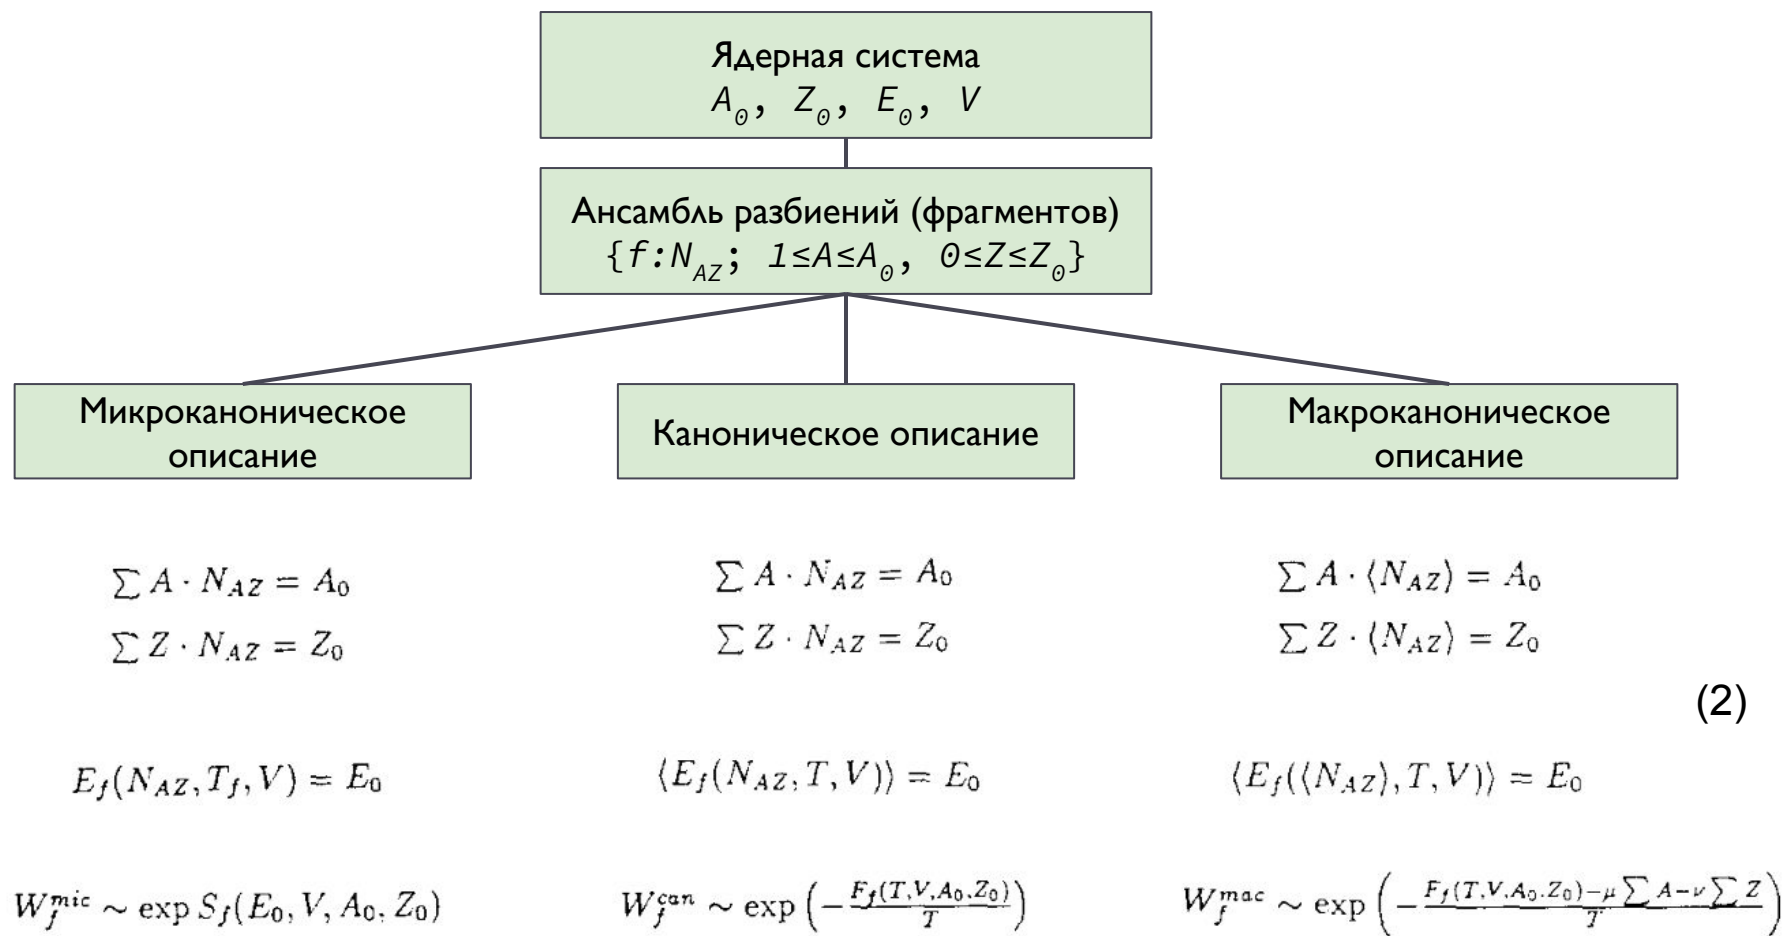 Ядерная система
A₀, Z₀, E₀, V
Ансамбль разбиений (фрагментов)
{f:N_AZ; 1≤A≤A₀, 0≤Z≤Z₀}
Микроканоническое
описание
Каноническое описание
Макроканоническое
описание
∑ A · N_AZ = A₀
∑ Z · N_AZ = Z₀
E_f(N_AZ, T_f, V) = E₀
W_f^mic ∼ exp S_f(E₀, V, A₀, Z₀)
∑ A · N_AZ = A₀
∑ Z · N_AZ = Z₀
⟨E_f(N_AZ, T, V)⟩ = E₀
W_f^can ∼ exp (−F_f(T,V,A₀,Z₀)/T)
∑ A · ⟨N_AZ⟩ = A₀
∑ Z · ⟨N_AZ⟩ = Z₀
⟨E_f(⟨N_AZ⟩, T, V)⟩ = E₀
W_f^mac ∼ exp (−(F_f(T,V,A₀,Z₀)−μ ∑ A−ν ∑ Z)/T)
(2)